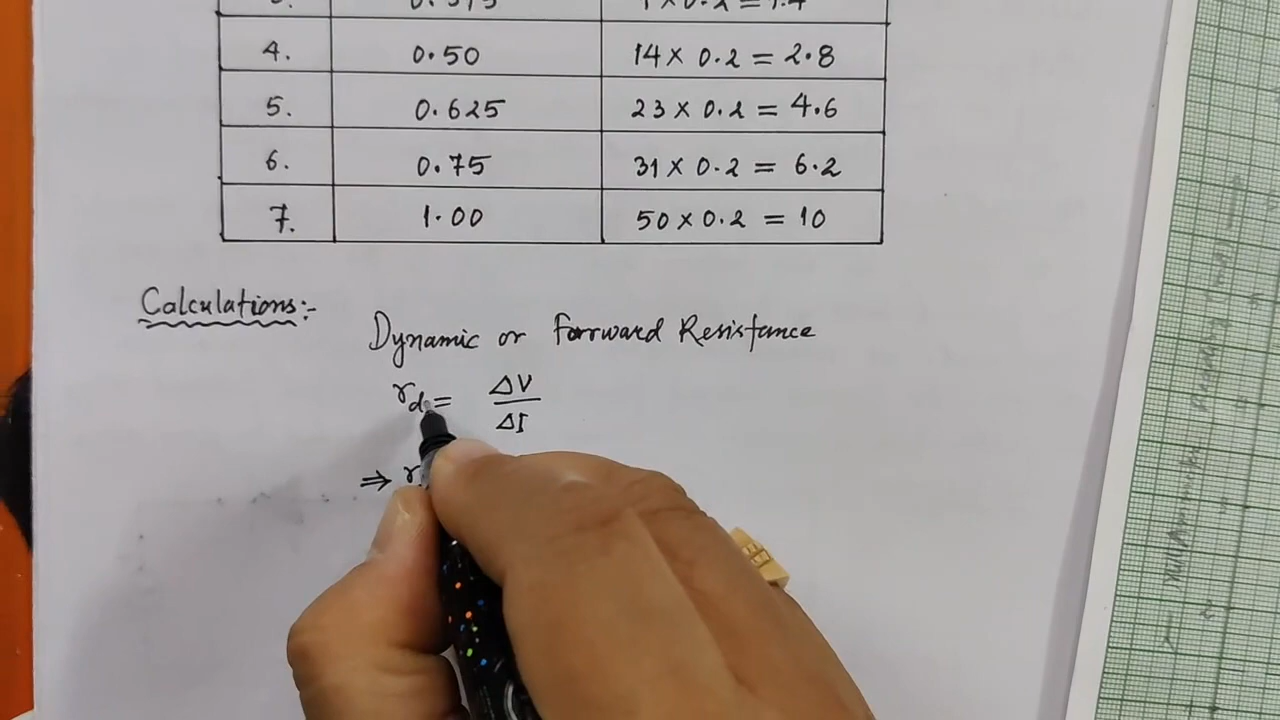 4. 0.50 14 × 0.2 = 2.8
5. 0.625 23 × 0.2 = 4.6
6. 0.75 31 × 0.2 = 6.2
7. 1.00 50 × 0.2 = 10
Calculations:-
Dynamic or Forward Resistance
r_d = ΔV
ΔI
⇒ r